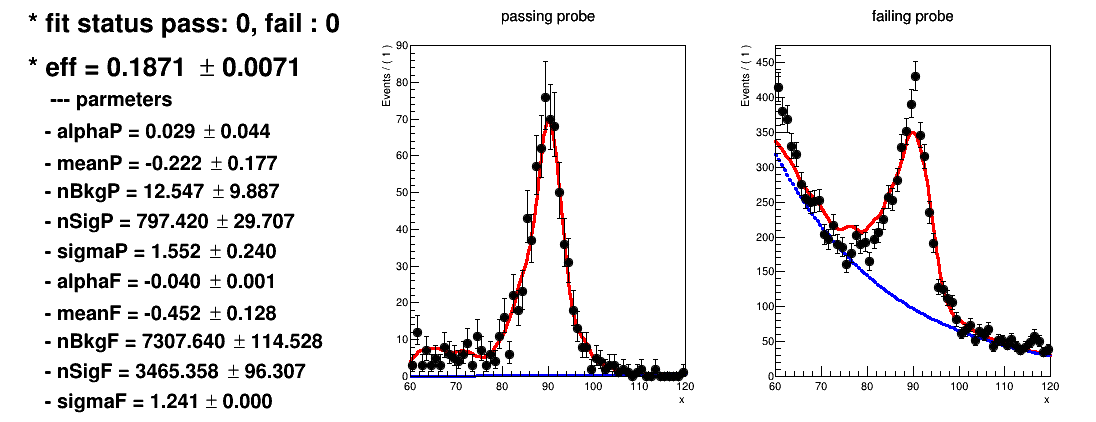 * fit status pass: 0, fail : 0
* eff = 0.1871 ± 0.0071
--- parmeters
- alphaP = 0.029 ± 0.044
- meanP = -0.222 ± 0.177
- nBkgP = 12.547 ± 9.887
- nSigP = 797.420 ± 29.707
- sigmaP = 1.552 ± 0.240
- alphaF = -0.040 ± 0.001
- meanF = -0.452 ± 0.128
- nBkgF = 7307.640 ± 114.528
- nSigF = 3465.358 ± 96.307
- sigmaF = 1.241 ± 0.000
passing probe
Events / ( 1 )
90
80
70
60
50
40
30
20
10
0
60 70 80 90 100 110 120
x
failing probe
Events / ( 1 )
450
400
350
300
250
200
150
100
50
0
60 70 80 90 100 110 120
x